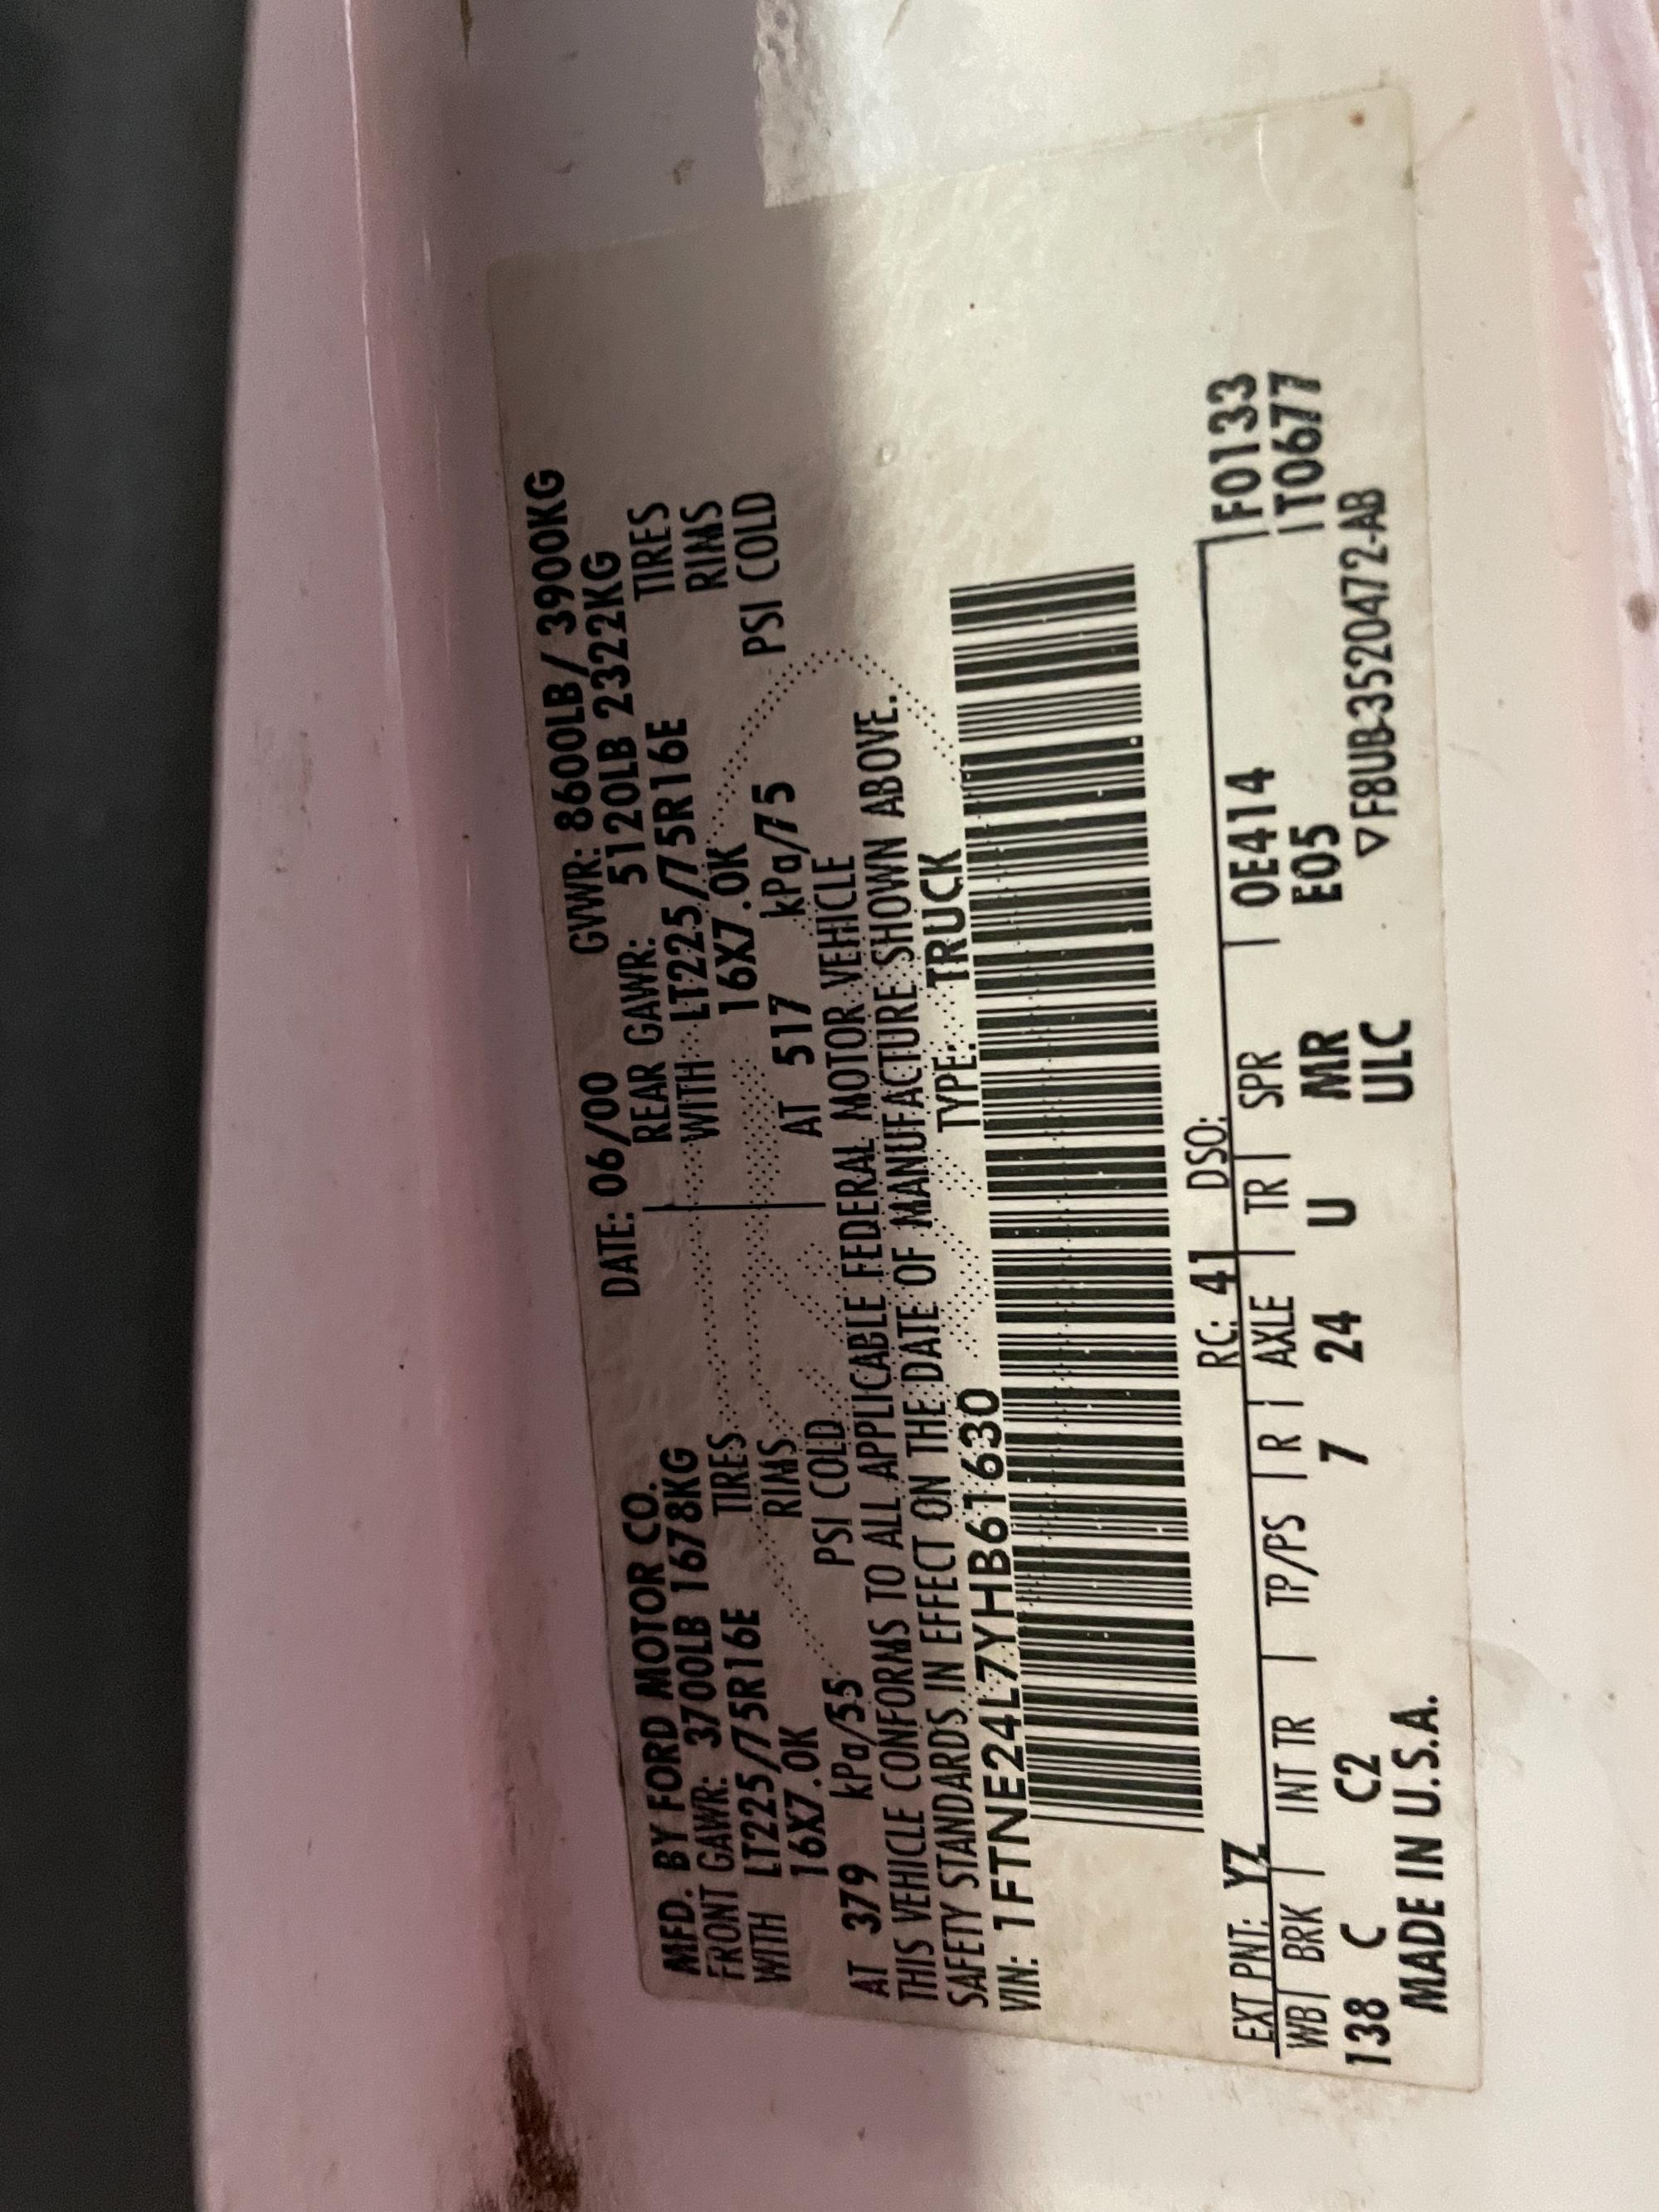 MFD. BY FORD MOTOR CO.
DATE: 06/00 GVWR: 8600LB/ 3900KG
FRONT GAWR: 3700LB 1678KG REAR GAWR: 5120LB 2322KG
WITH LT225/75R16E TIRES WITH LT225/75R16E TIRES
16X7.0K RIMS 16X7.0K RIMS
AT 379 kPa/55 PSI COLD AT 517 kPa/75 PSI COLD
THIS VEHICLE CONFORMS TO ALL APPLICABLE FEDERAL MOTOR VEHICLE
SAFETY STANDARDS IN EFFECT ON THE DATE OF MANUFACTURE SHOWN ABOVE.
VIN: 1FTNE24L7YHB61630 TYPE: TRUCK
EXT PNT: YZ RC: 41 DSO:
WB | BRK | INT TR | TP/PS | R | AXLE | TR | SPR | 0E414 F0133
138 C C2 7 24 U MR E05 1T0677
MADE IN U.S.A. ULC ▽F8UB-3520472-AB